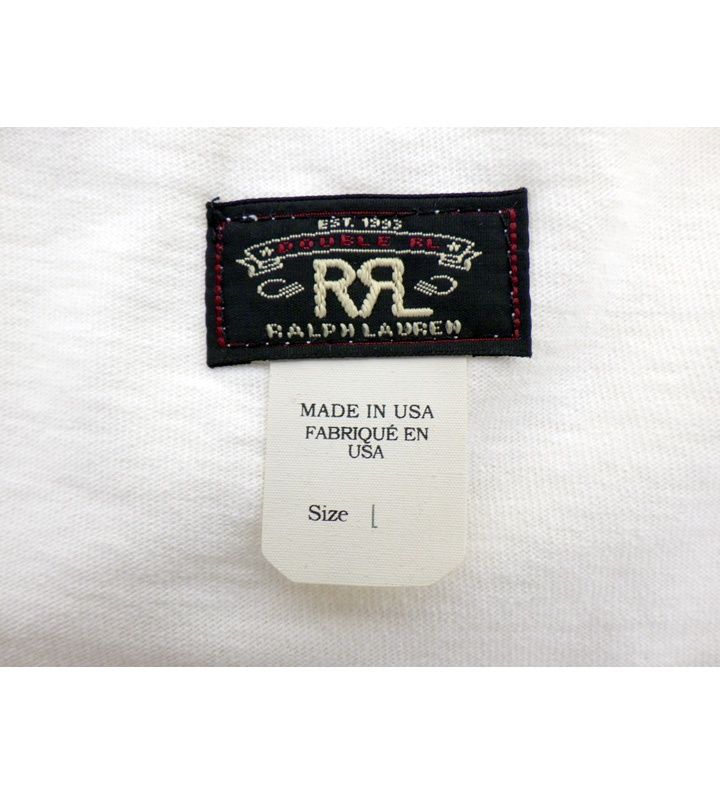 EST. 1993
DOUBLE RL
RRL
RALPH LAUREN
MADE IN USA
FABRIQUÉ EN
USA
Size L